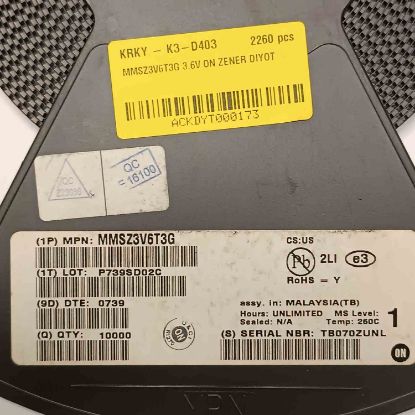 KRKY - K3-D403 2260 pcs
MMSZ3V6T3G 3.6V ON ZENER DIYOT
ACKDYT000173
QC
=16100
(1P) MPN: MMSZ3V6T3G
CS:US
Pb 2LI e3
(1T) LOT: P739SD02C
RoHS = Y
(9D) DTE: 0739
assy. in: MALAYSIA(TB)
Hours: UNLIMITED MS Level: 1
Sealed: N/A Temp: 260C
(Q) QTY: 10000
ON
(S) SERIAL NBR: TB070ZUNL
ON